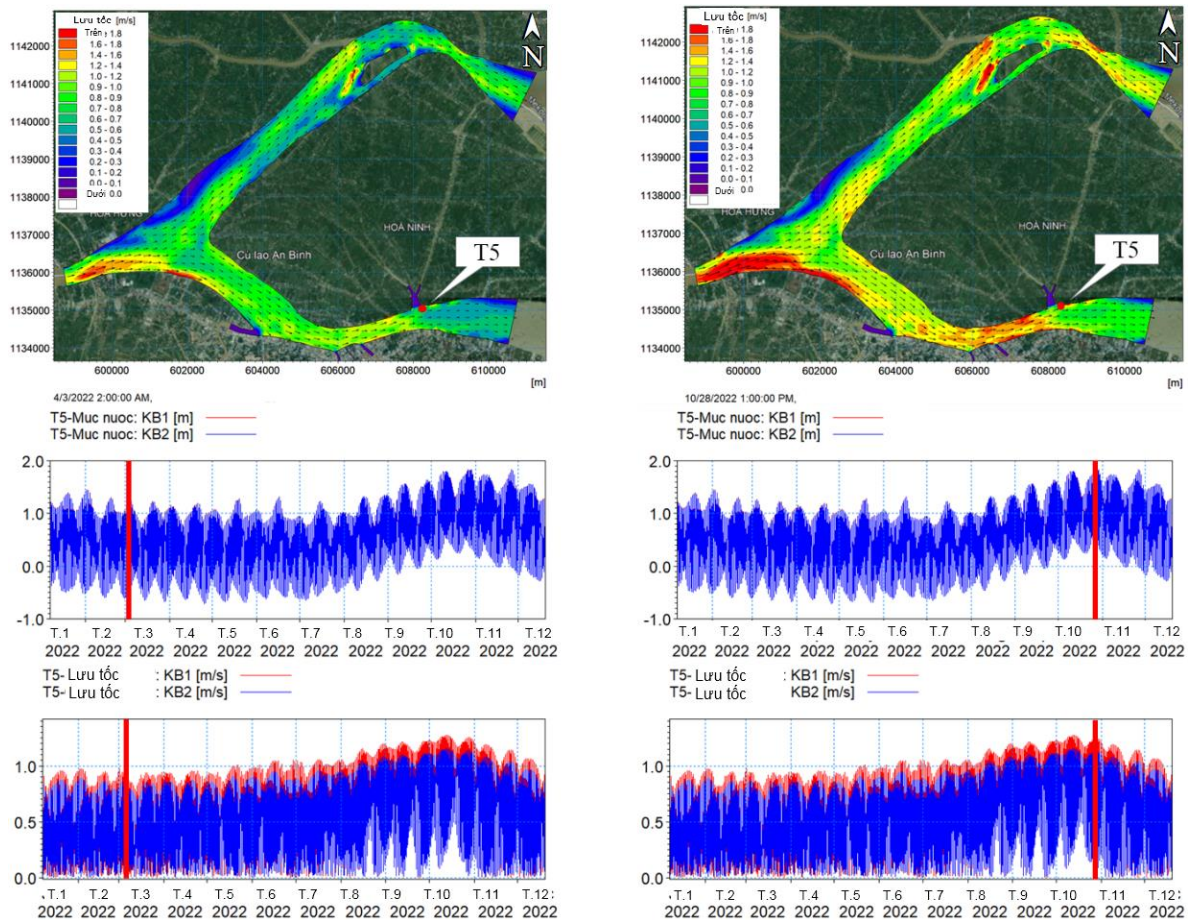 Lưu tốc [m/s]
Trên 1.8
1.6 - 1.8
1.4 - 1.6
1.2 - 1.4
1.0 - 1.2
0.9 - 1.0
0.8 - 0.9
0.7 - 0.8
0.6 - 0.7
0.5 - 0.6
0.4 - 0.5
0.3 - 0.4
0.2 - 0.3
0.1 - 0.2
0.0 - 0.1
Dưới 0.0
N
HOÀ HƯNG
HOÀ NINH
Cù lao An Bình
T5
1142000
1141000
1140000
1139000
1138000
1137000
1136000
1135000
1134000
600000 602000 604000 606000 608000 610000
[m]
4/3/2022 2:00:00 AM,
T5-Muc nuoc: KB1 [m]
T5-Muc nuoc: KB2 [m]
2.0
1.0
0.0
-1.0
T.1 T.2 T.3 T.4 T.5 T.6 T.7 T.8 T.9 T.10 T.11 T.12
2022 2022 2022 2022 2022 2022 2022 2022 2022 2022 2022 2022
T5- Lưu tốc : KB1 [m/s]
T5- Lưu tốc : KB2 [m/s]
1.0
0.5
0.0
T.1 T.2 T.3 T.4 T.5 T.6 T.7 T.8 T.9 T.10 T.11 T.12
2022 2022 2022 2022 2022 2022 2022 2022 2022 2022 2022 2022
Lưu tốc [m/s]
Trên 1.8
1.6 - 1.8
1.4 - 1.6
1.2 - 1.4
1.0 - 1.2
0.9 - 1.0
0.8 - 0.9
0.7 - 0.8
0.6 - 0.7
0.5 - 0.6
0.4 - 0.5
0.3 - 0.4
0.2 - 0.3
0.1 - 0.2
0.0 - 0.1
Dưới 0.0
N
HOÀ HƯNG
HOÀ NINH
Cù lao An Bình
T5
1142000
1141000
1140000
1139000
1138000
1137000
1136000
1135000
1134000
600000 602000 604000 606000 608000 610000
[m]
10/28/2022 1:00:00 PM,
T5-Muc nuoc: KB1 [m]
T5-Muc nuoc: KB2 [m]
2.0
1.0
0.0
-1.0
T.1 T.2 T.3 T.4 T.5 T.6 T.7 T.8 T.9 T.10 T.11 T.12
2022 2022 2022 2022 2022 2022 2022 2022 2022 2022 2022 2022
T5- Lưu tốc : KB1 [m/s]
T5- Lưu tốc KB2 [m/s]
1.0
0.5
0.0
T.1 T.2 T.3 T.4 T.5 T.6 T.7 T.8 T.9 T.10 T.11 T.12
2022 2022 2022 2022 2022 2022 2022 2022 2022 2022 2022 2022